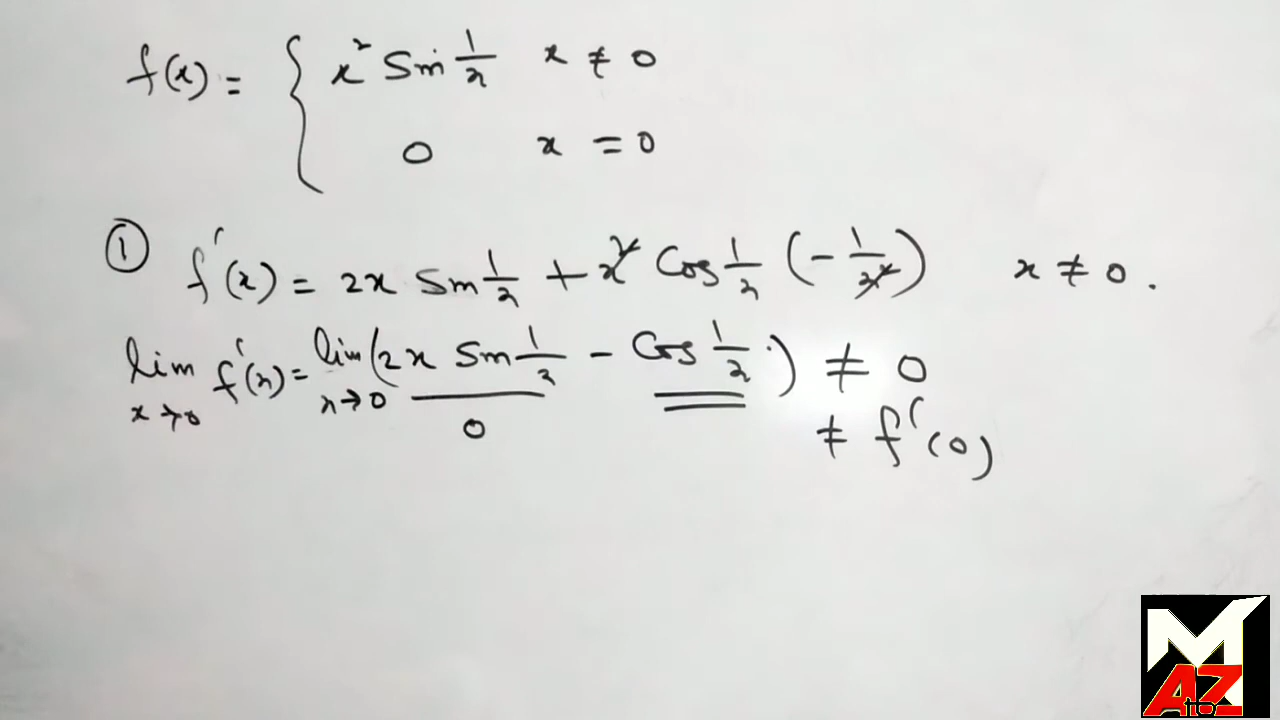 f(x) = { x² Sin 1/x x ≠ 0
0 x = 0
① f'(x) = 2x Sin 1/x + x² Cos 1/x (- 1/x²) x ≠ 0 .
lim x→0 f'(x) = lim x→0 (2x Sin 1/x - Cos 1/x .) ≠ 0
0 ≠ f'(0)
M
A to Z